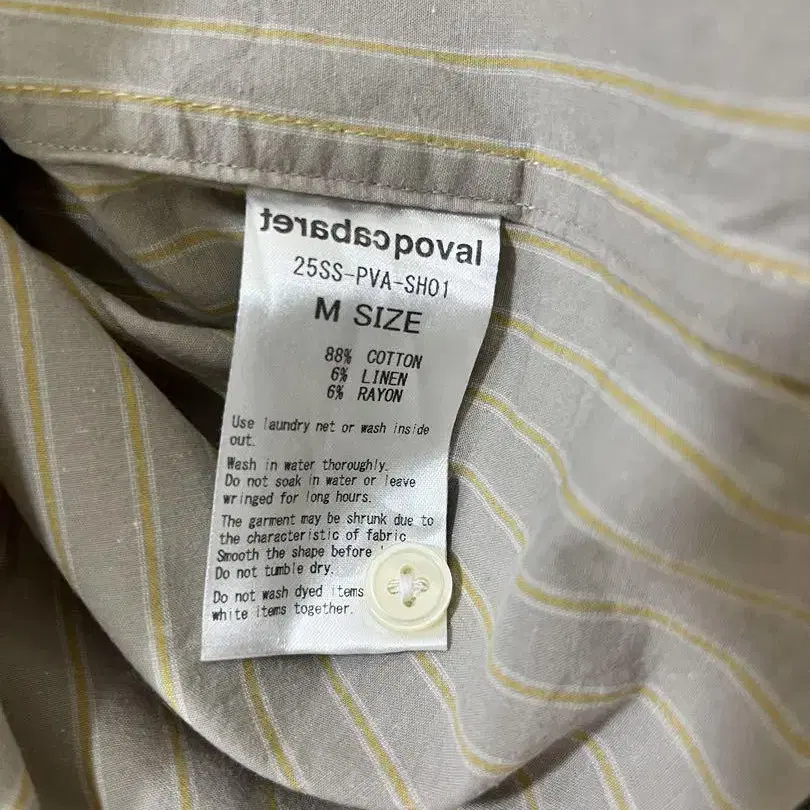 ƚɘɿɒdɒɔpoval
25SS-PVA-SH01
M SIZE
88% COTTON
6% LINEN
6% RAYON
Use laundry net or wash inside
out.
Wash in water thoroughly.
Do not soak in water or leave
wringed for long hours.
The garment may be shrunk due to
the characteristic of fabric
Smooth the shape before
Do not tumble dry.
Do not wash dyed items
white items together.